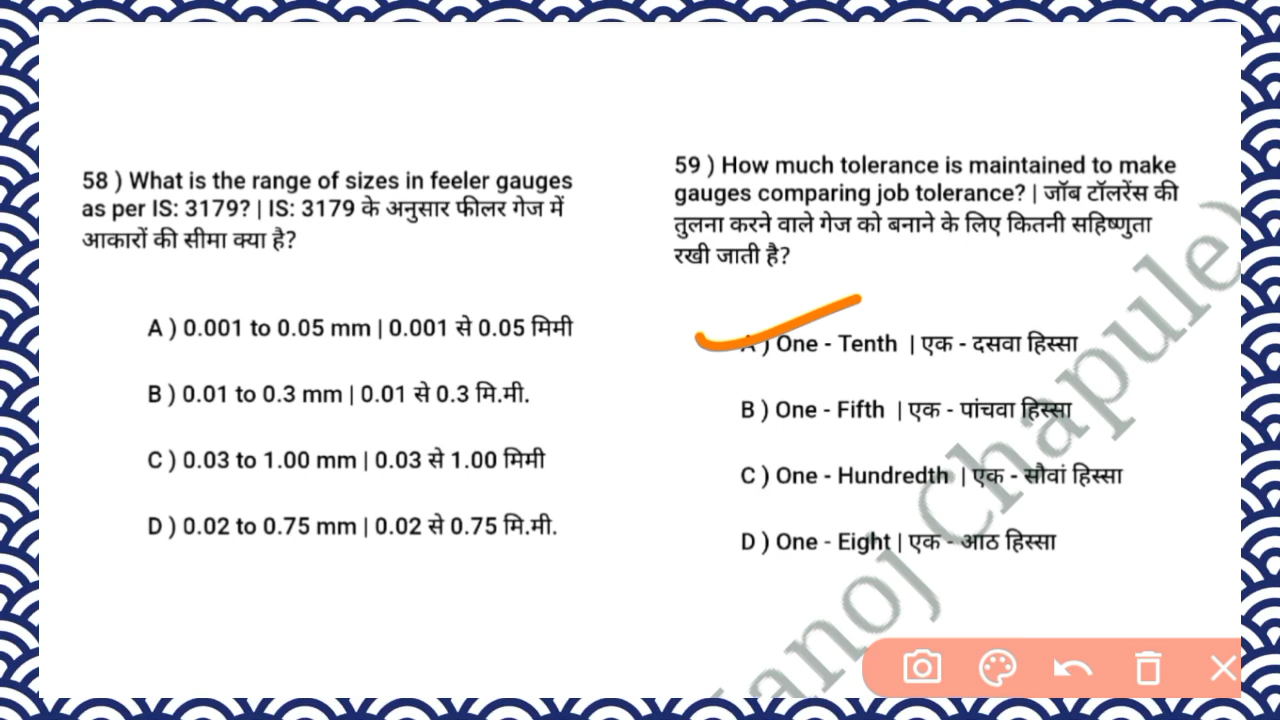 58 ) What is the range of sizes in feeler gauges
as per IS: 3179? | IS: 3179 के अनुसार फीलर गेज में
आकारों की सीमा क्या है?
A ) 0.001 to 0.05 mm | 0.001 से 0.05 मिमी
B ) 0.01 to 0.3 mm | 0.01 से 0.3 मि.मी.
C ) 0.03 to 1.00 mm | 0.03 से 1.00 मिमी
D ) 0.02 to 0.75 mm | 0.02 से 0.75 मि.मी.
59 ) How much tolerance is maintained to make
gauges comparing job tolerance? | जॉब टॉलरेंस की
तुलना करने वाले गेज को बनाने के लिए कितनी सहिष्णुता
रखी जाती है?
A ) One - Tenth | एक - दसवा हिस्सा
B ) One - Fifth | एक - पांचवा हिस्सा
C ) One - Hundredth | एक - सौवां हिस्सा
D ) One - Eight | एक - आठ हिस्सा
anoj Chapule